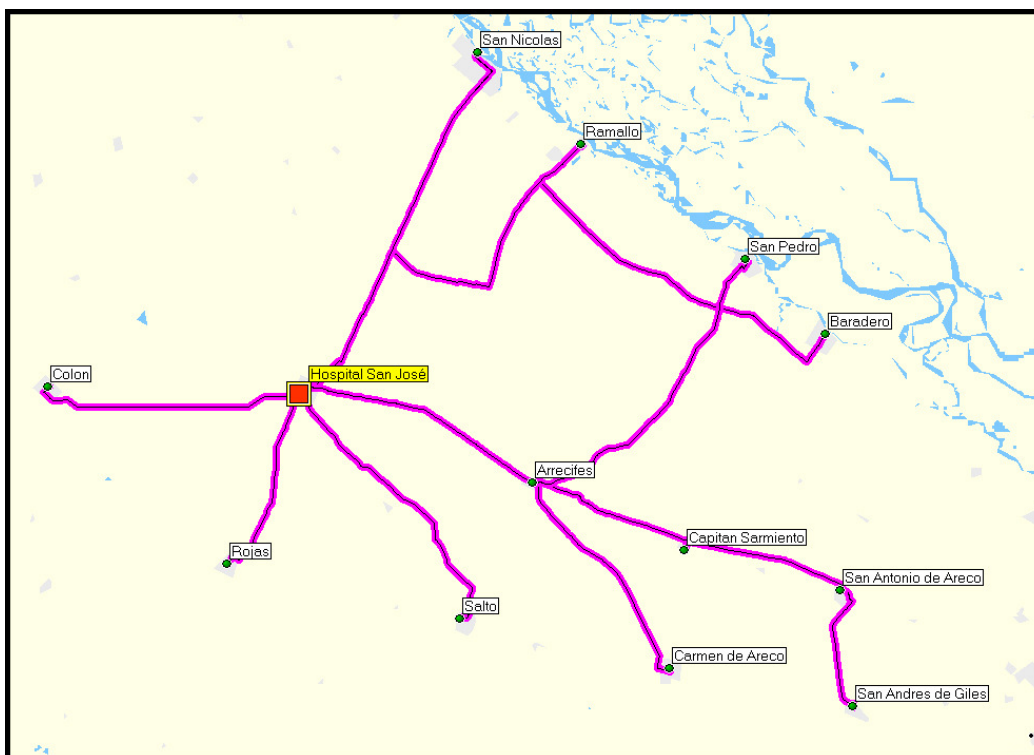 San Nicolas
Ramallo
San Pedro
Baradero
Colon
Hospital San José
Arrecifes
Capitan Sarmiento
Rojas
San Antonio de Areco
Salto
Carmen de Areco
San Andres de Giles